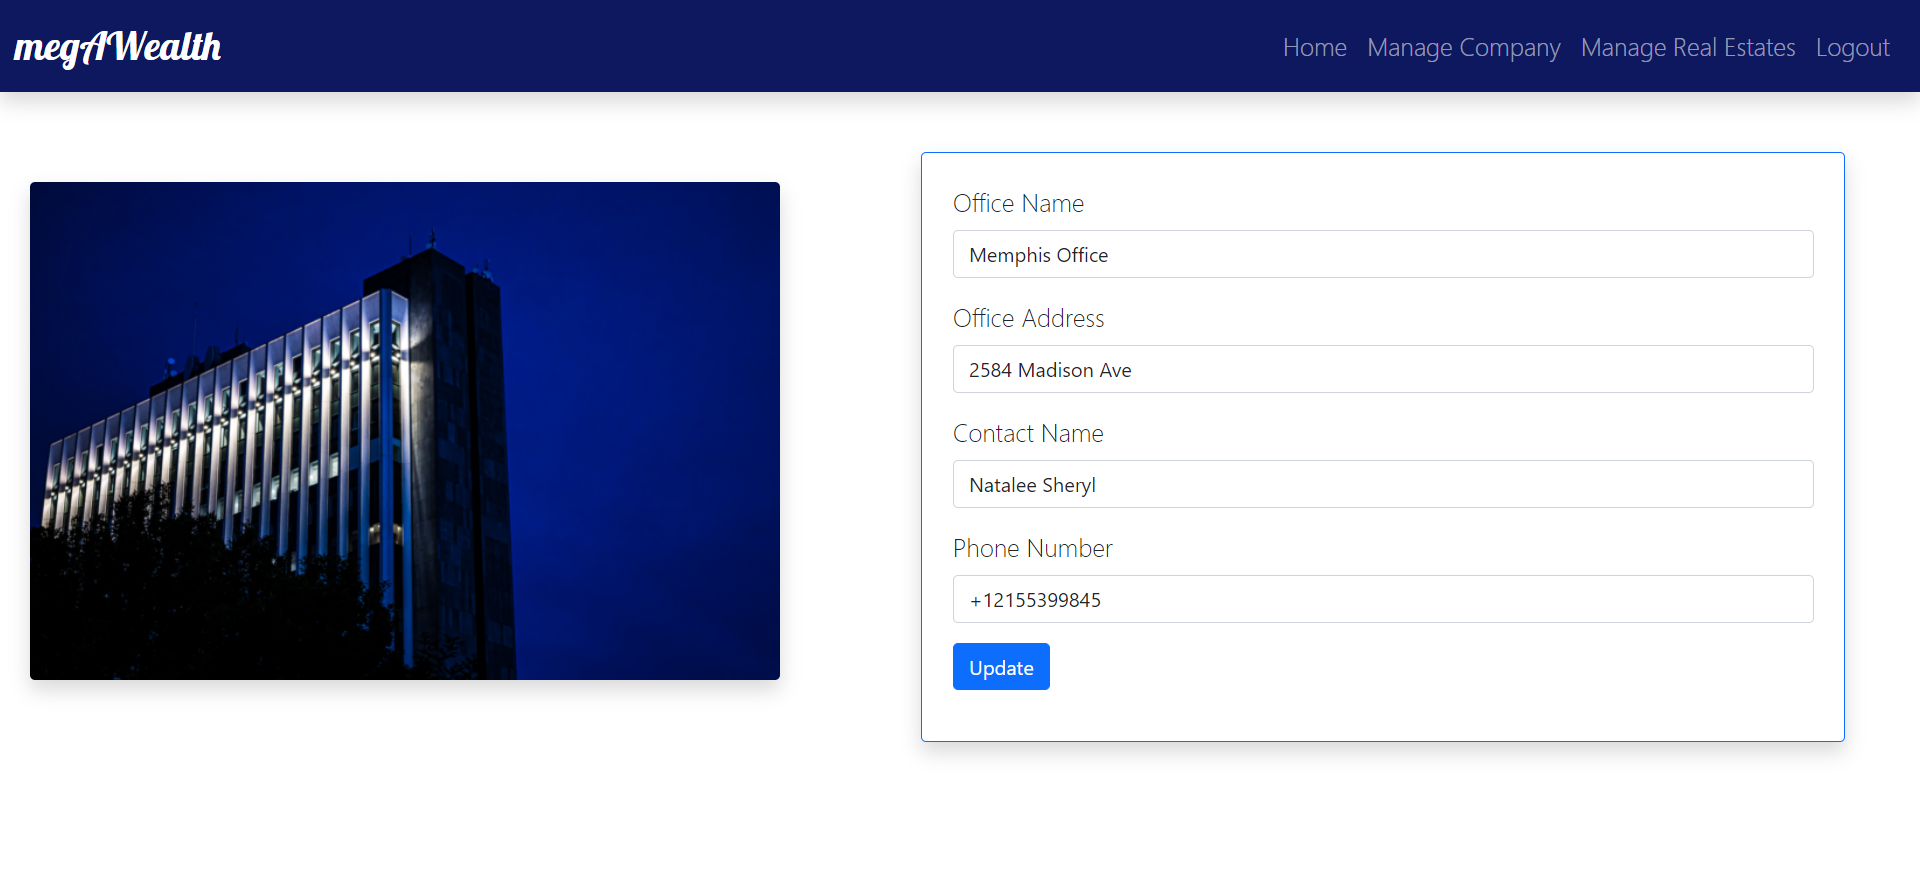 megAWealth
Home Manage Company Manage Real Estates Logout
Office Name
Memphis Office
Office Address
2584 Madison Ave
Contact Name
Natalee Sheryl
Phone Number
+12155399845
Update